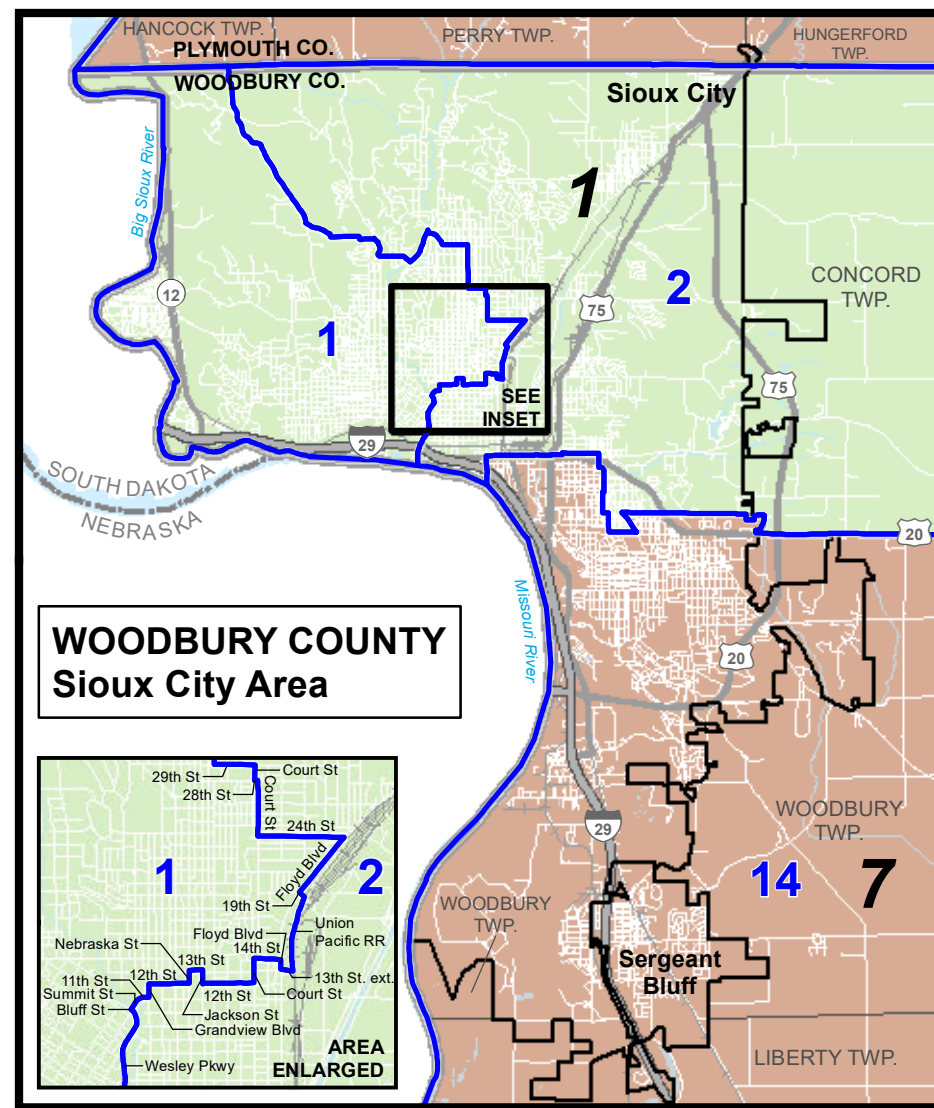 HANCOCK TWP.
PERRY TWP.
HUNGERFORD
TWP.
PLYMOUTH CO.
WOODBURY CO.
Sioux City
Big Sioux River
1
12
75
2
CONCORD
TWP.
1
75
SEE
INSET
29
SOUTH DAKOTA
NEBRASKA
20
Missouri River
WOODBURY COUNTY
Sioux City Area
20
29
WOODBURY
TWP.
14
7
WOODBURY
TWP.
Sergeant
Bluff
LIBERTY TWP.
29th St
Court St
28th St
Court St
24th St
1
Floyd Blvd
2
19th St
Union
Pacific RR
Floyd Blvd
14th St
Nebraska St
13th St
12th St
11th St
13th St. ext.
Summit St
12th St
Court St
Bluff St
Jackson St
Grandview Blvd
Wesley Pkwy
AREA
ENLARGED